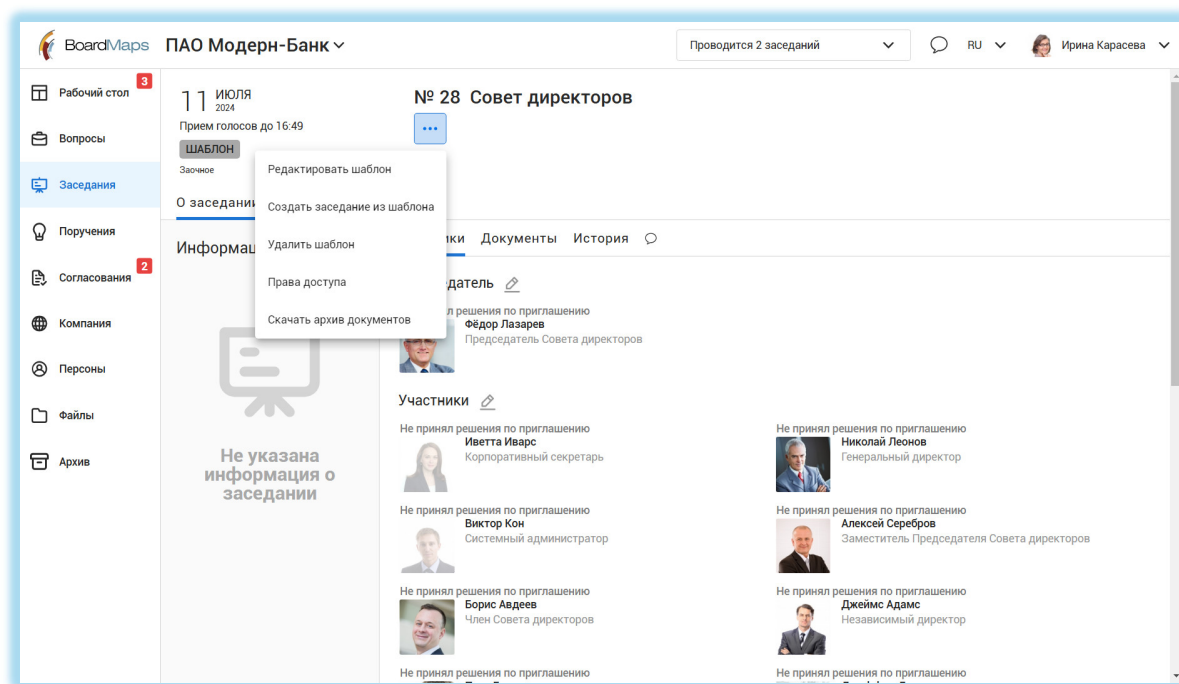 BoardMaps
ПАО Модерн-Банк
Проводится 2 заседаний
RU
Ирина Карасева
Рабочий стол
3
Вопросы
Заседания
Поручения
Согласования
2
Компания
Персоны
Файлы
Архив
11 ИЮЛЯ
2024
Прием голосов до 16:49
ШАБЛОН
Заочное
№ 28 Совет директоров
...
Редактировать шаблон
Создать заседание из шаблона
Удалить шаблон
Права доступа
Скачать архив документов
О заседании
Информац
ики Документы История
Не указана
информация о
заседании
датель
л решения по приглашению
Фёдор Лазарев
Председатель Совета директоров
Участники
Не принял решения по приглашению
Иветта Иварс
Корпоративный секретарь
Не принял решения по приглашению
Николай Леонов
Генеральный директор
Не принял решения по приглашению
Виктор Кон
Системный администратор
Не принял решения по приглашению
Алексей Серебров
Заместитель Председателя Совета директоров
Не принял решения по приглашению
Борис Авдеев
Член Совета директоров
Не принял решения по приглашению
Джеймс Адамс
Независимый директор
Не принял решения по приглашению
Не принял решения по приглашению